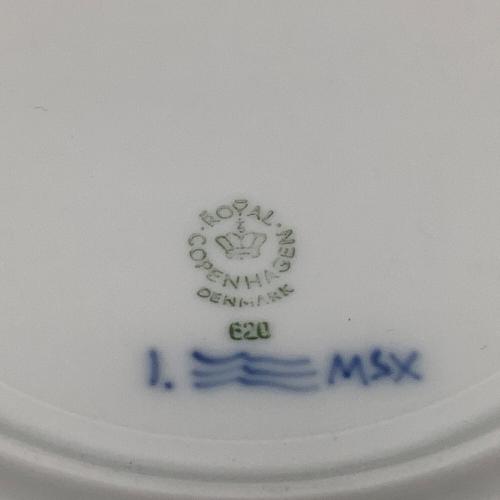 ROYAL
COPENHAGEN
DENMARK
620
1. MSX